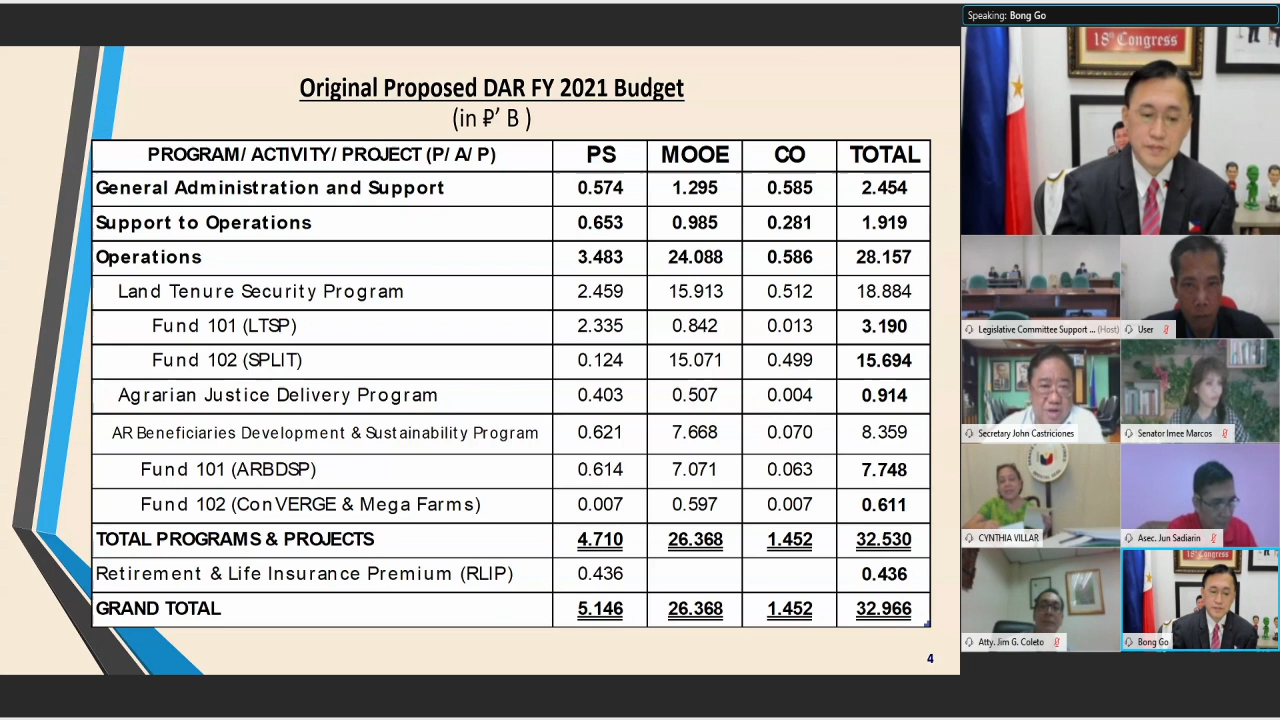 Original Proposed DAR FY 2021 Budget
(in ₽' B )
PROGRAM/ ACTIVITY/ PROJECT (P/ A/ P) PS MOOE CO TOTAL
General Administration and Support 0.574 1.295 0.585 2.454
Support to Operations 0.653 0.985 0.281 1.919
Operations 3.483 24.088 0.586 28.157
Land Tenure Security Program 2.459 15.913 0.512 18.884
Fund 101 (LTSP) 2.335 0.842 0.013 3.190
Fund 102 (SPLIT) 0.124 15.071 0.499 15.694
Agrarian Justice Delivery Program 0.403 0.507 0.004 0.914
AR Beneficiaries Development & Sustainability Program 0.621 7.668 0.070 8.359
Fund 101 (ARBDSP) 0.614 7.071 0.063 7.748
Fund 102 (ConVERGE & Mega Farms) 0.007 0.597 0.007 0.611
TOTAL PROGRAMS & PROJECTS 4.710 26.368 1.452 32.530
Retirement & Life Insurance Premium (RLIP) 0.436 0.436
GRAND TOTAL 5.146 26.368 1.452 32.966
4
Speaking: Bong Go
18th Congress
Legislative Committee Support ... (Host)
User
Secretary John Castriciones
Senator Imee Marcos
CYNTHIA VILLAR
Asec. Jun Sadiarin
Atty. Jim G. Coleto
18th Congress
Bong Go